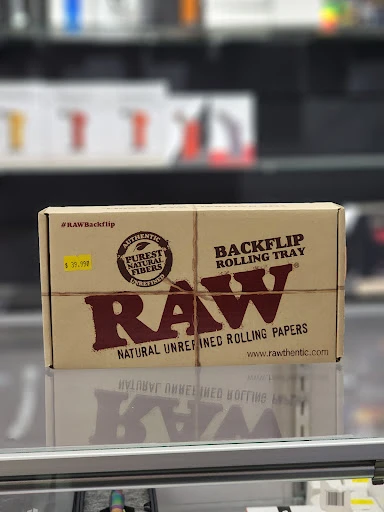 #RAWBackflip
AUTHENTIC
PUREST
NATURAL
FIBERS
UNREFINED
BACKFLIP
ROLLING TRAY
$ 39.99
RAW®
NATURAL UNREFINED ROLLING PAPERS
www.rawthentic.com